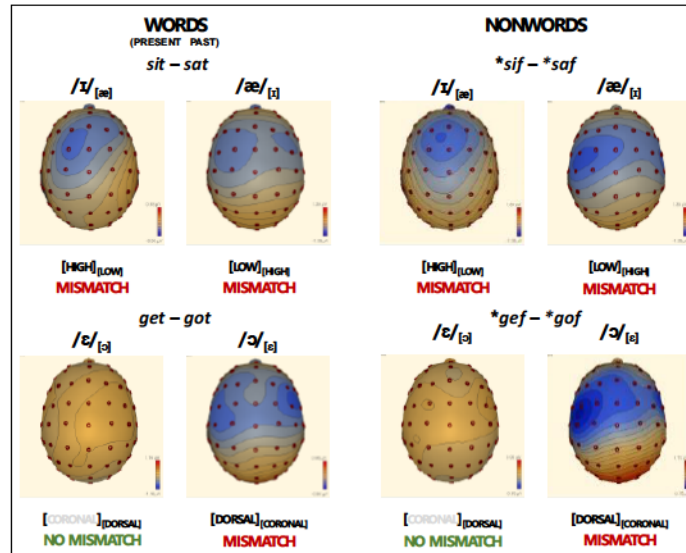 WORDS NONWORDS
(PRESENT PAST)
sit – sat *sif – *saf
/ɪ/[æ] /æ/[ɪ] /ɪ/[æ] /æ/[ɪ]
[HIGH][LOW] [LOW][HIGH] [HIGH][LOW] [LOW][HIGH]
MISMATCH MISMATCH MISMATCH MISMATCH
get – got *gef – *gof
/ɛ/[ɔ] /ɔ/[ɛ] /ɛ/[ɔ] /ɔ/[ɛ]
[CORONAL][DORSAL] [DORSAL][CORONAL] [CORONAL][DORSAL] [DORSAL][CORONAL]
NO MISMATCH MISMATCH NO MISMATCH MISMATCH